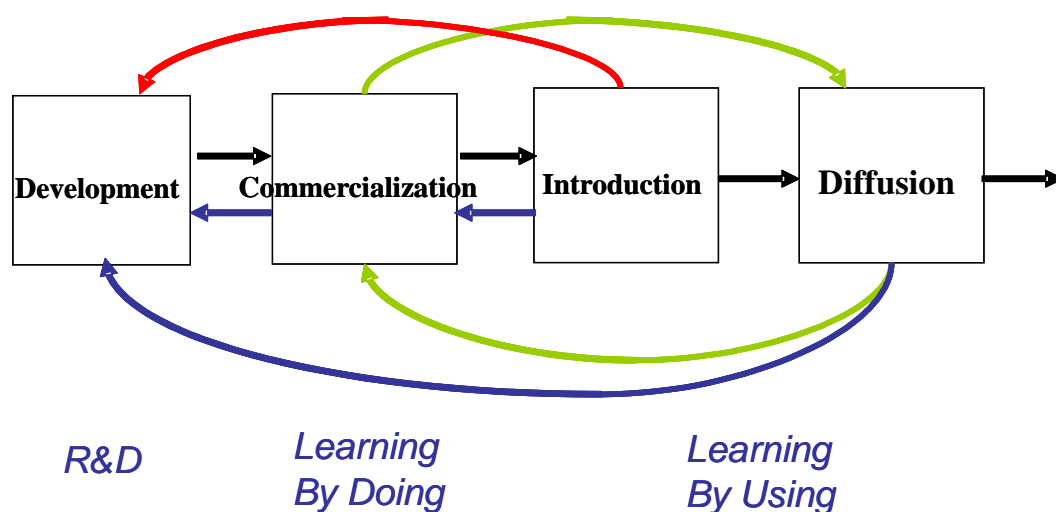 Development
Commercialization
Introduction
Diffusion
R&D
Learning
By Doing
Learning
By Using